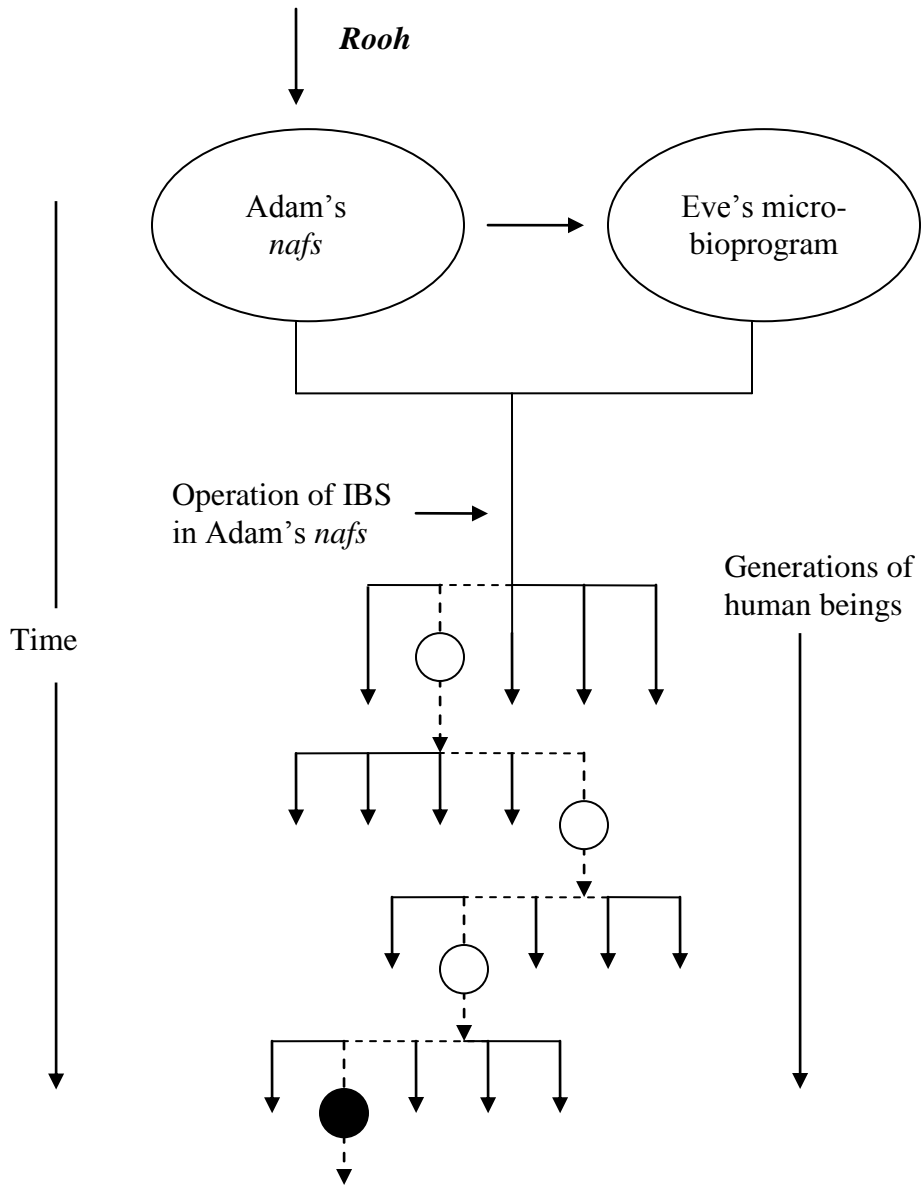 Rooh
Adam's
nafs
Eve's micro-
bioprogram
Operation of IBS
in Adam's nafs
Generations of
human beings
Time